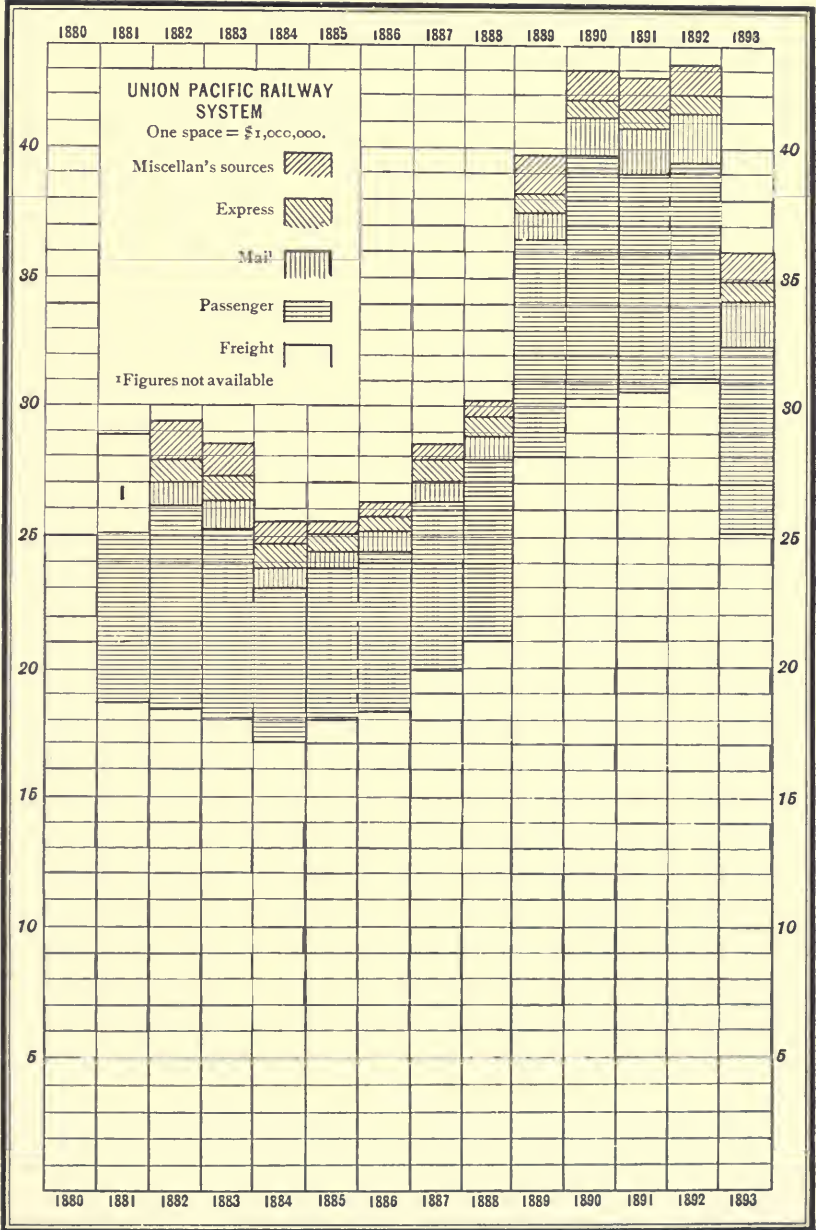 1880 1881 1882 1883 1884 1885 1886 1887 1888 1889 1890 1891 1892 1893
UNION PACIFIC RAILWAY
SYSTEM
One space = $1,000,000.
Miscellan's sources
Express
Mail
Passenger
Freight
1Figures not available
40 40
35 35
30 30
1
25 25
20 20
15 15
10 10
5 5
1880 1881 1882 1883 1884 1885 1886 1887 1888 1889 1890 1891 1892 1893